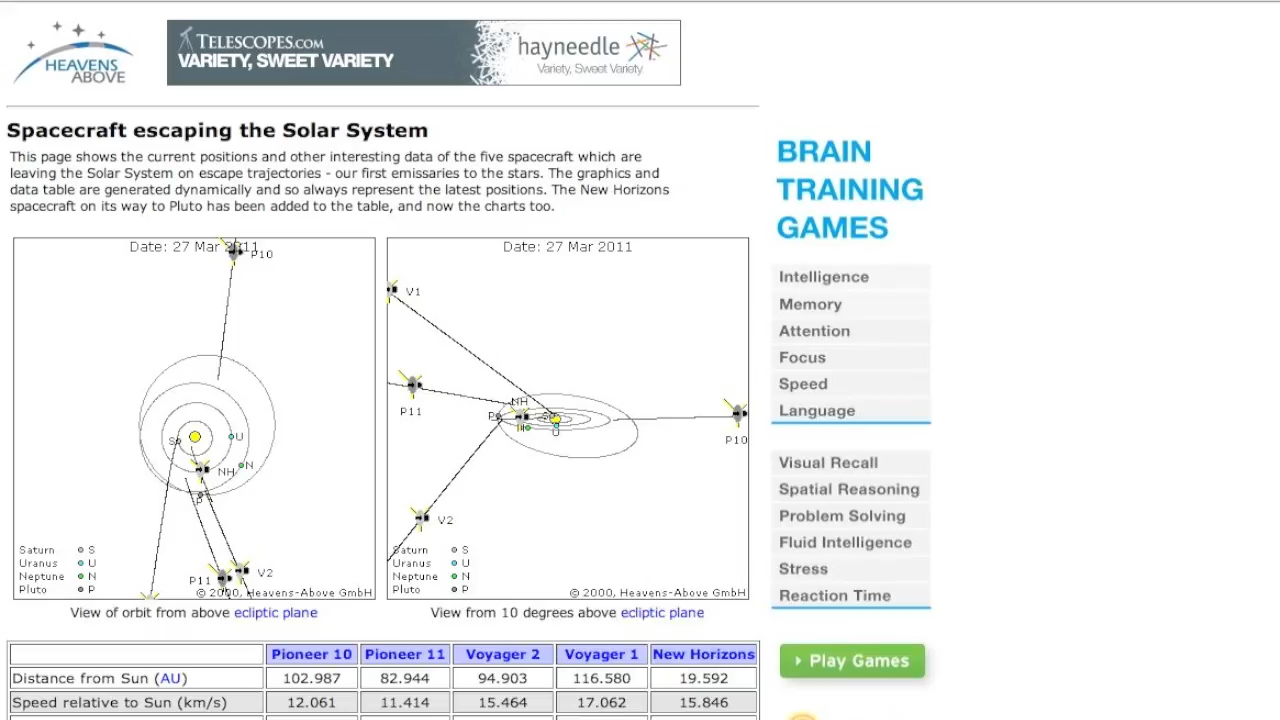 HEAVENS
ABOVE
TELESCOPES.COM
VARIETY, SWEET VARIETY
hayneedle
Variety, Sweet Variety
Spacecraft escaping the Solar System
This page shows the current positions and other interesting data of the five spacecraft which are
leaving the Solar System on escape trajectories - our first emissaries to the stars. The graphics and
data table are generated dynamically and so always represent the latest positions. The New Horizons
spacecraft on its way to Pluto has been added to the table, and now the charts too.
Date: 27 Mar 2011
P10
S
U
NH
N
P
P11
V2
Saturn S
Uranus U
Neptune N
Pluto P
© 2000, Heavens-Above GmbH
View of orbit from above ecliptic plane
Date: 27 Mar 2011
V1
P11
NH
P
S
N
U
P10
V2
Saturn S
Uranus U
Neptune N
Pluto P
© 2000, Heavens-Above GmbH
View from 10 degrees above ecliptic plane
Pioneer 10 Pioneer 11 Voyager 2 Voyager 1 New Horizons
Distance from Sun (AU) 102.987 82.944 94.903 116.580 19.592
Speed relative to Sun (km/s) 12.061 11.414 15.464 17.062 15.846
BRAIN
TRAINING
GAMES
Intelligence
Memory
Attention
Focus
Speed
Language
Visual Recall
Spatial Reasoning
Problem Solving
Fluid Intelligence
Stress
Reaction Time
Play Games